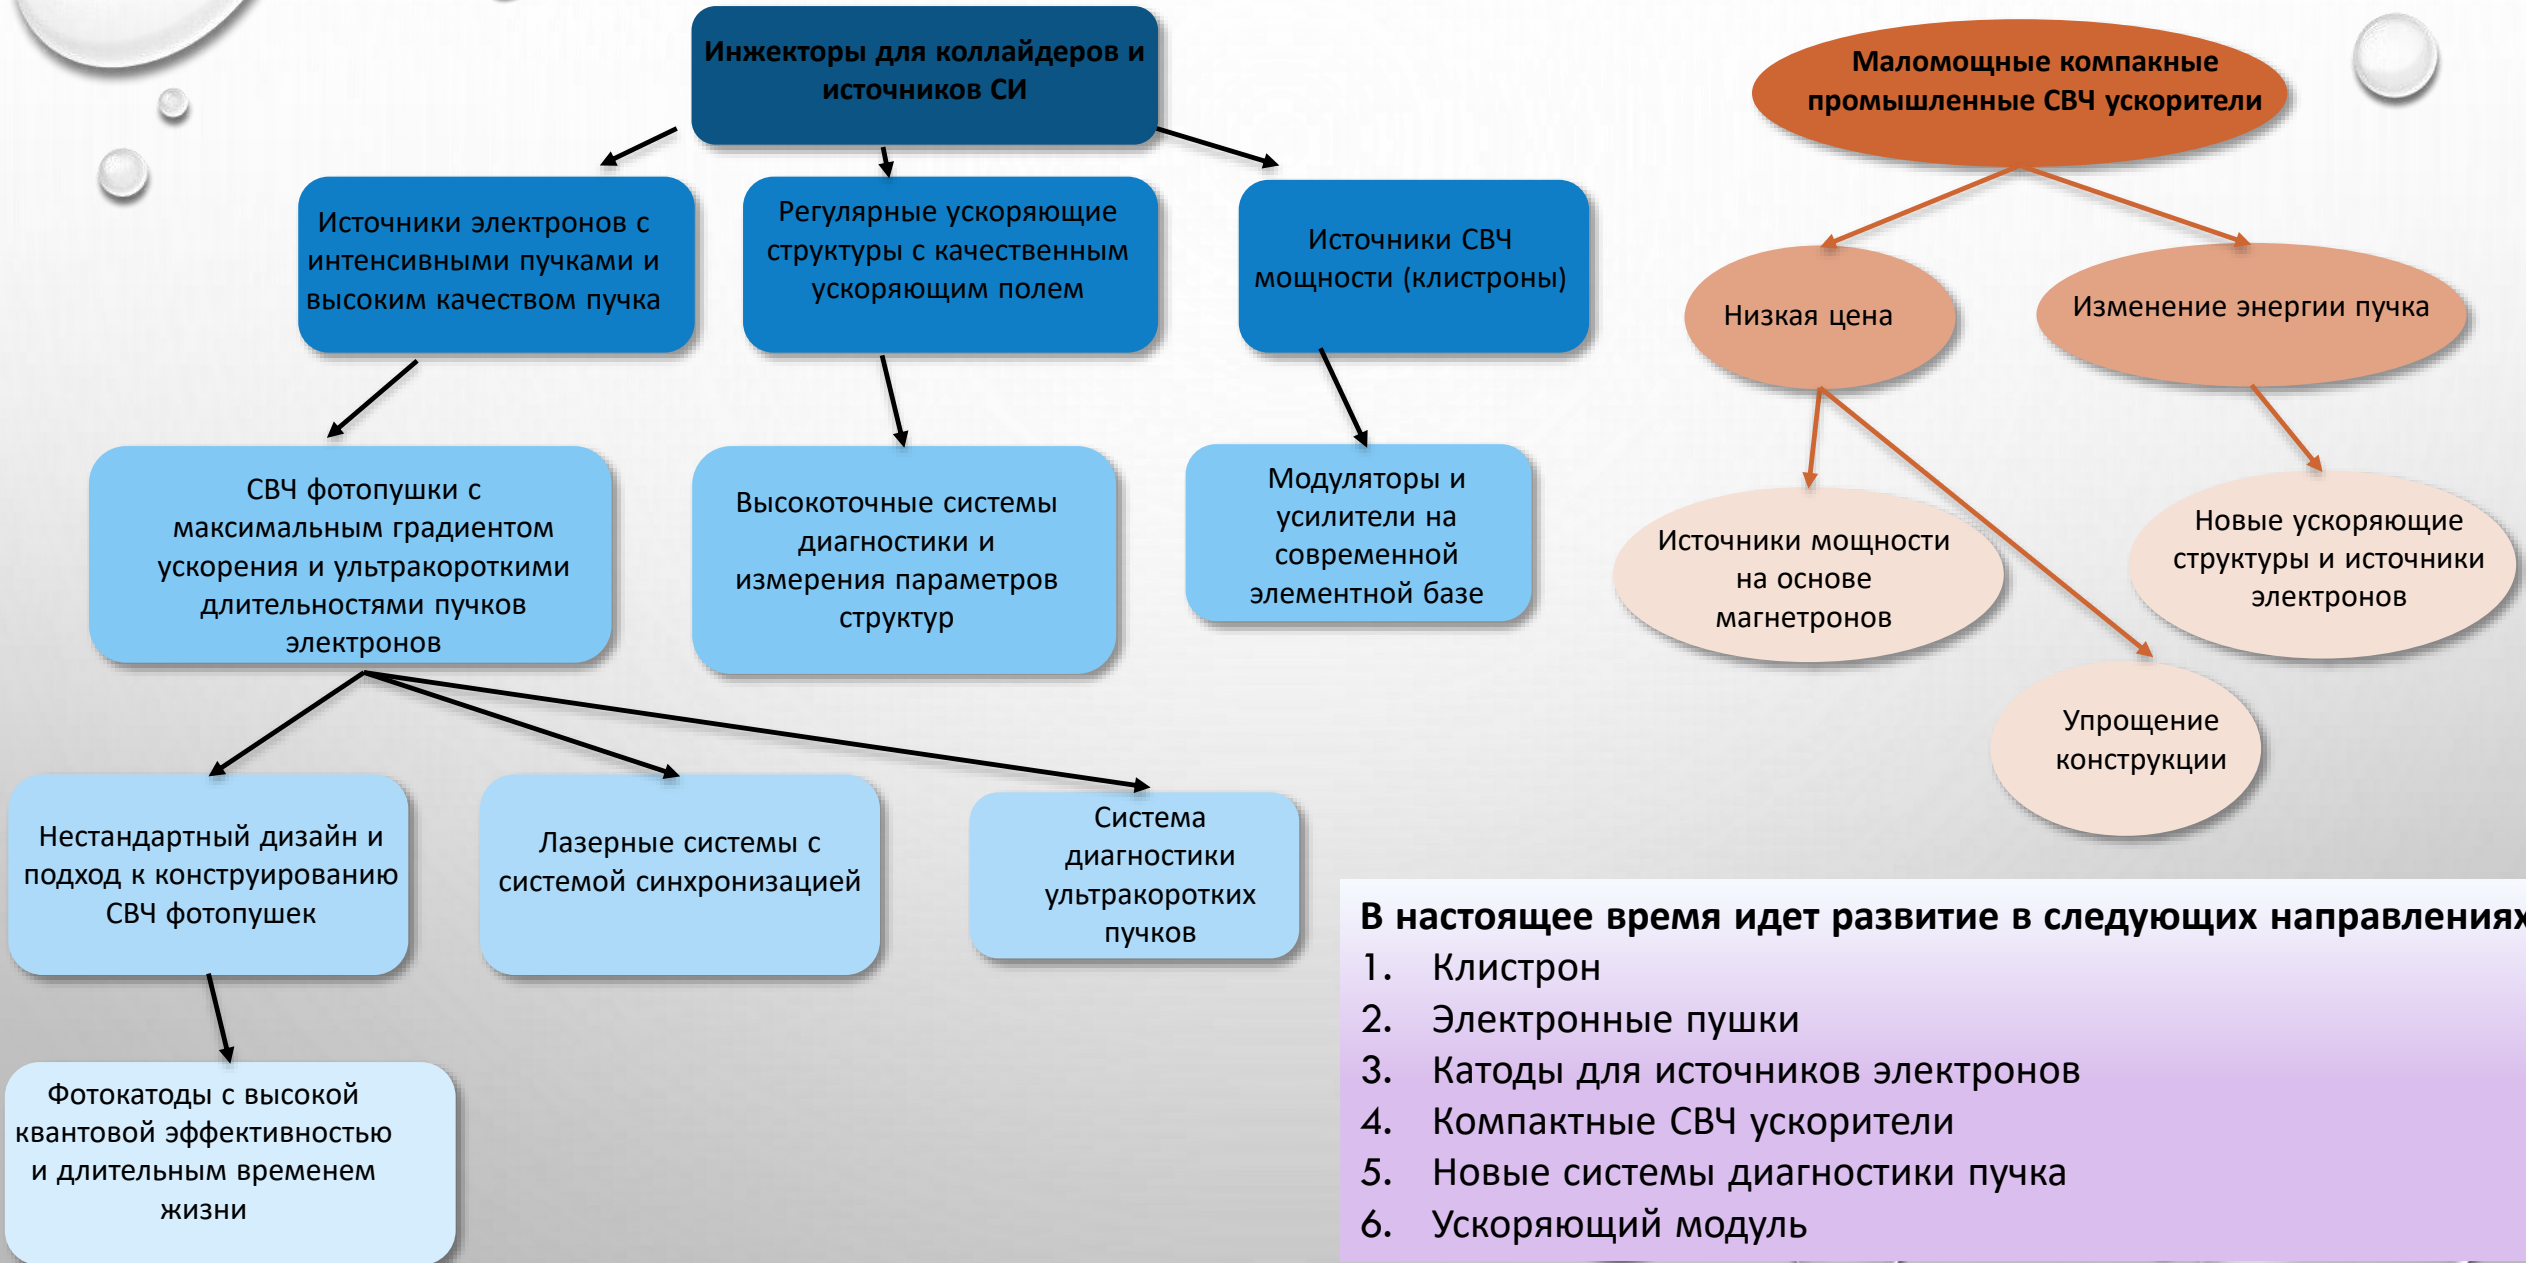 Инжекторы для коллайдеров и
источников СИ
Источники электронов с
интенсивными пучками и
высоким качеством пучка
Регулярные ускоряющие
структуры с качественным
ускоряющим полем
Источники СВЧ
мощности (клистроны)
СВЧ фотопушки с
максимальным градиентом
ускорения и ультракороткими
длительностями пучков
электронов
Высокоточные системы
диагностики и
измерения параметров
структур
Модуляторы и
усилители на
современной
элементной базе
Нестандартный дизайн и
подход к конструированию
СВЧ фотопушек
Лазерные системы с
системой синхронизацией
Система
диагностики
ультракоротких
пучков
Фотокатоды с высокой
квантовой эффективностью
и длительным временем
жизни
Маломощные компакные
промышленные СВЧ ускорители
Низкая цена
Изменение энергии пучка
Источники мощности
на основе
магнетронов
Новые ускоряющие
структуры и источники
электронов
Упрощение
конструкции
В настоящее время идет развитие в следующих направлениях
1. Клистрон
2. Электронные пушки
3. Катоды для источников электронов
4. Компактные СВЧ ускорители
5. Новые системы диагностики пучка
6. Ускоряющий модуль